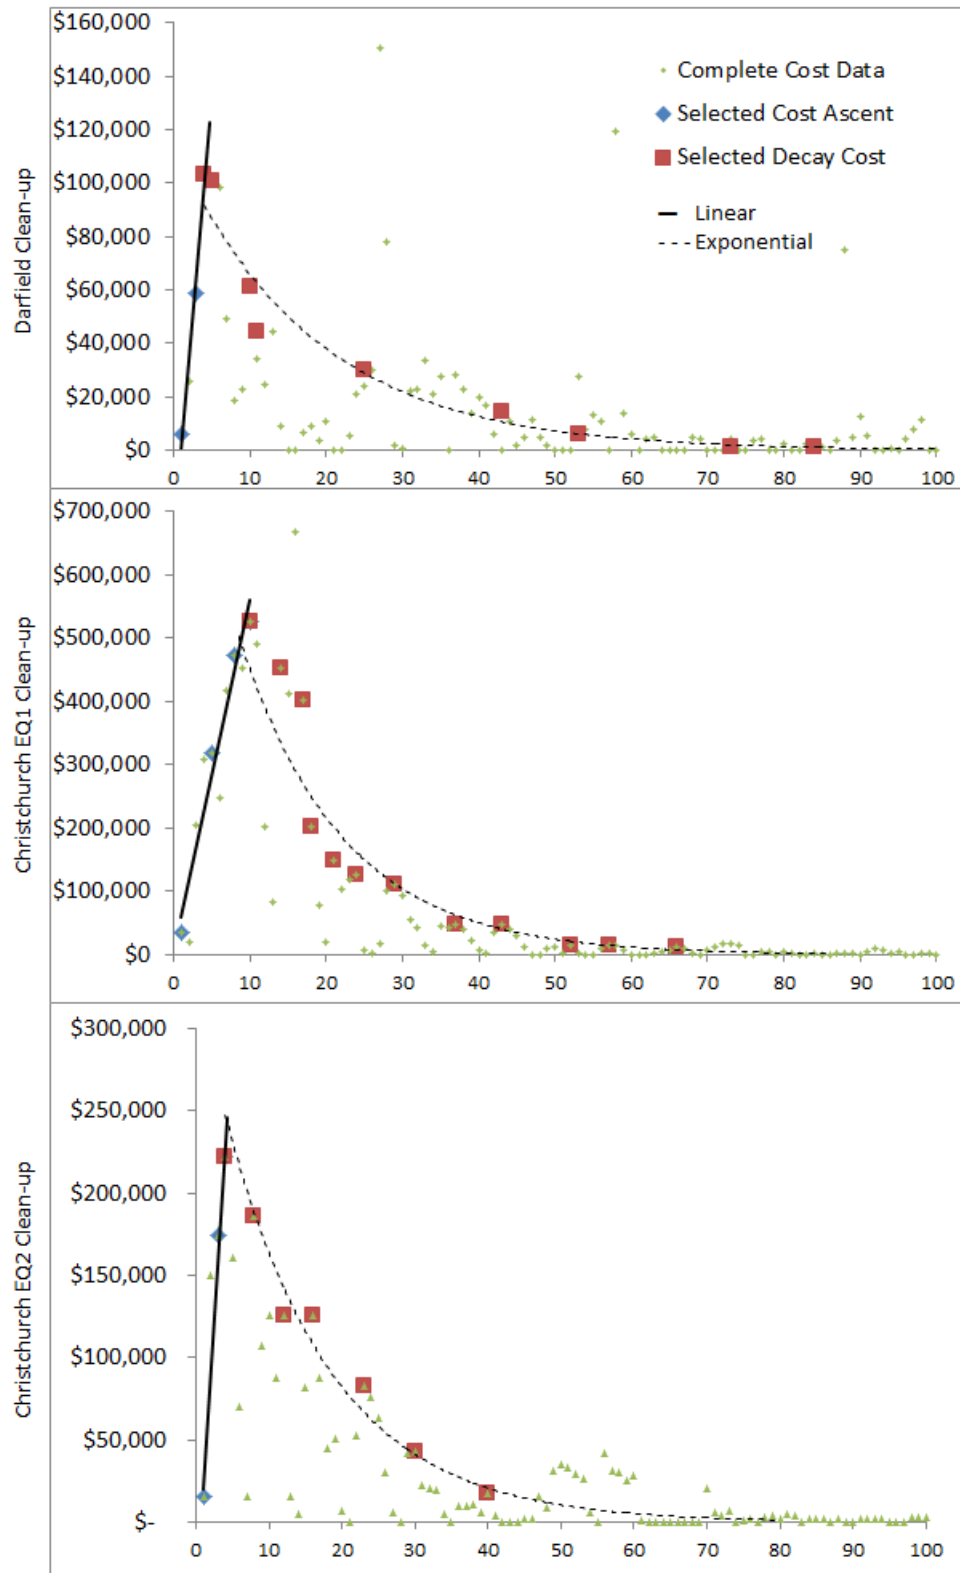 $160,000
$140,000
$120,000
$100,000
$80,000
$60,000
$40,000
$20,000
$0
Darfield Clean-up
Complete Cost Data
Selected Cost Ascent
Selected Decay Cost
Linear
Exponential
0 10 20 30 40 50 60 70 80 90 100
$700,000
$600,000
$500,000
$400,000
$300,000
$200,000
$100,000
$0
Christchurch EQ1 Clean-up
0 10 20 30 40 50 60 70 80 90 100
$300,000
$250,000
$200,000
$150,000
$100,000
$50,000
$-
Christchurch EQ2 Clean-up
0 10 20 30 40 50 60 70 80 90 100